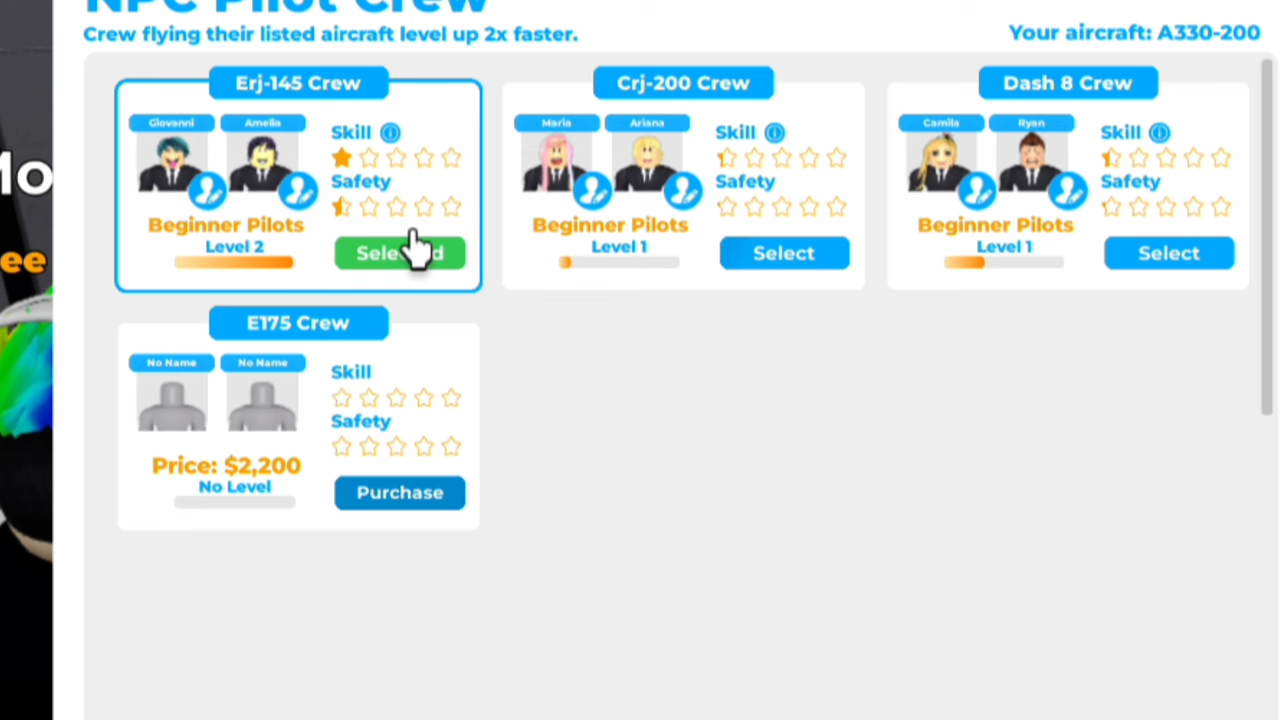 NPC Pilot Crew
Crew flying their listed aircraft level up 2x faster.
Your aircraft: A330-200
Erj-145 Crew
Giovanni
Amelia
Skill
Safety
Beginner Pilots
Level 2
Crj-200 Crew
Maria
Ariana
Skill
Safety
Beginner Pilots
Level 1
Select
Dash 8 Crew
Camila
Ryan
Skill
Safety
Beginner Pilots
Level 1
Select
E175 Crew
No Name
No Name
Skill
Safety
Price: $2,200
No Level
Purchase